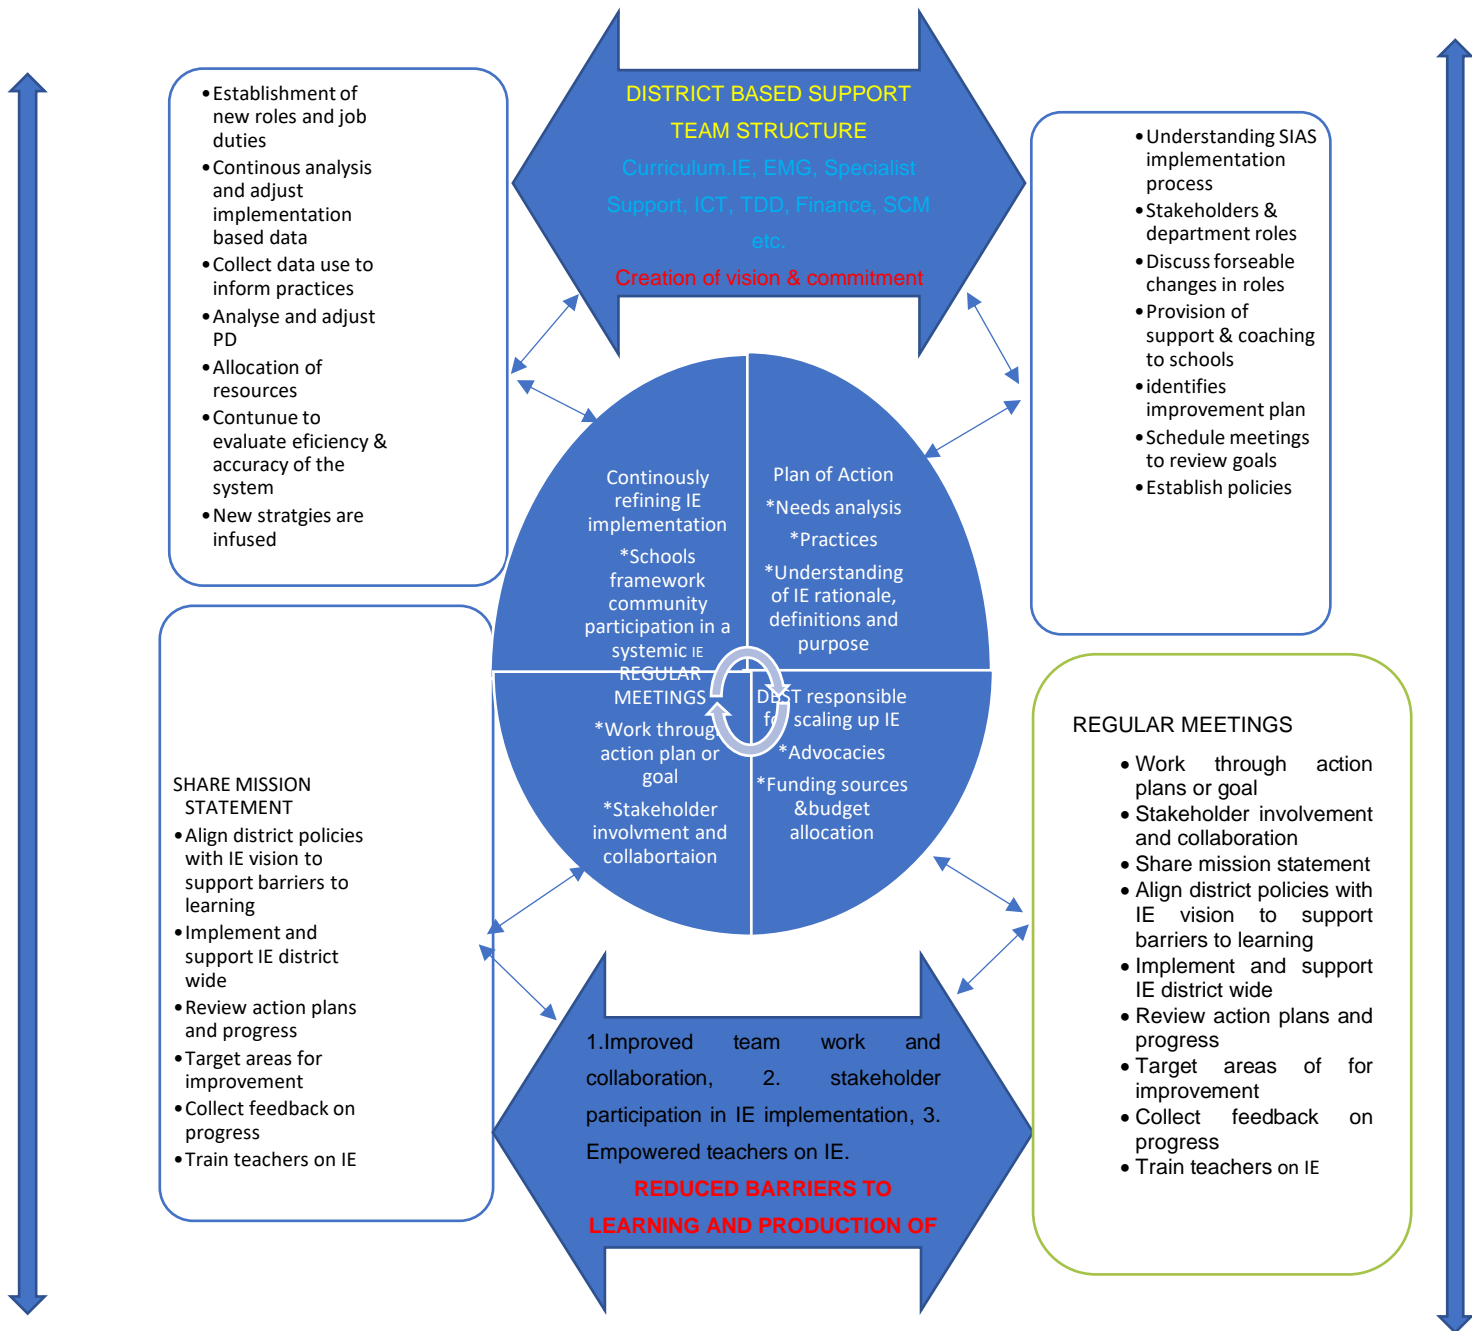 DISTRICT BASED SUPPORT
TEAM STRUCTURE
Curriculum.IE, EMG, Specialist
Support, ICT, TDD, Finance, SCM
etc.
Creation of vision & commitment
•Establishment of
new roles and job
duties
•Continous analysis
and adjust
implementation
based data
•Collect data use to
inform practices
•Analyse and adjust
PD
•Allocation of
resources
•Contunue to
evaluate eficiency &
accuracy of the
system
•New stratgies are
infused
•Understanding SIAS
implementation
process
•Stakeholders &
department roles
•Discuss forseable
changes in roles
•Provision of
support & coaching
to schools
•identifies
improvement plan
•Schedule meetings
to review goals
•Establish policies
Continously
refining IE
implementation
*Schools
framework
community
participation in a
systemic IE
REGULAR
MEETINGS
*Work through
action plan or
goal
*Stakeholder
involvment and
collabortaion
Plan of Action
*Needs analysis
*Practices
*Understanding
of IE rationale,
definitions and
purpose
DBST responsible
for scaling up IE
*Advocacies
*Funding sources
&budget
allocation
SHARE MISSION
STATEMENT
•Align district policies
with IE vision to
support barriers to
learning
•Implement and
support IE district
wide
•Review action plans
and progress
•Target areas for
improvement
•Collect feedback on
progress
•Train teachers on IE
REGULAR MEETINGS
• Work through action
plans or goal
• Stakeholder involvement
and collaboration
• Share mission statement
• Align district policies with
IE vision to support
barriers to learning
• Implement and support
IE district wide
• Review action plans and
progress
• Target areas of for
improvement
• Collect feedback on
progress
• Train teachers on IE
1.Improved team work and
collaboration, 2. stakeholder
participation in IE implementation, 3.
Empowered teachers on IE.
REDUCED BARRIERS TO
LEARNING AND PRODUCTION OF